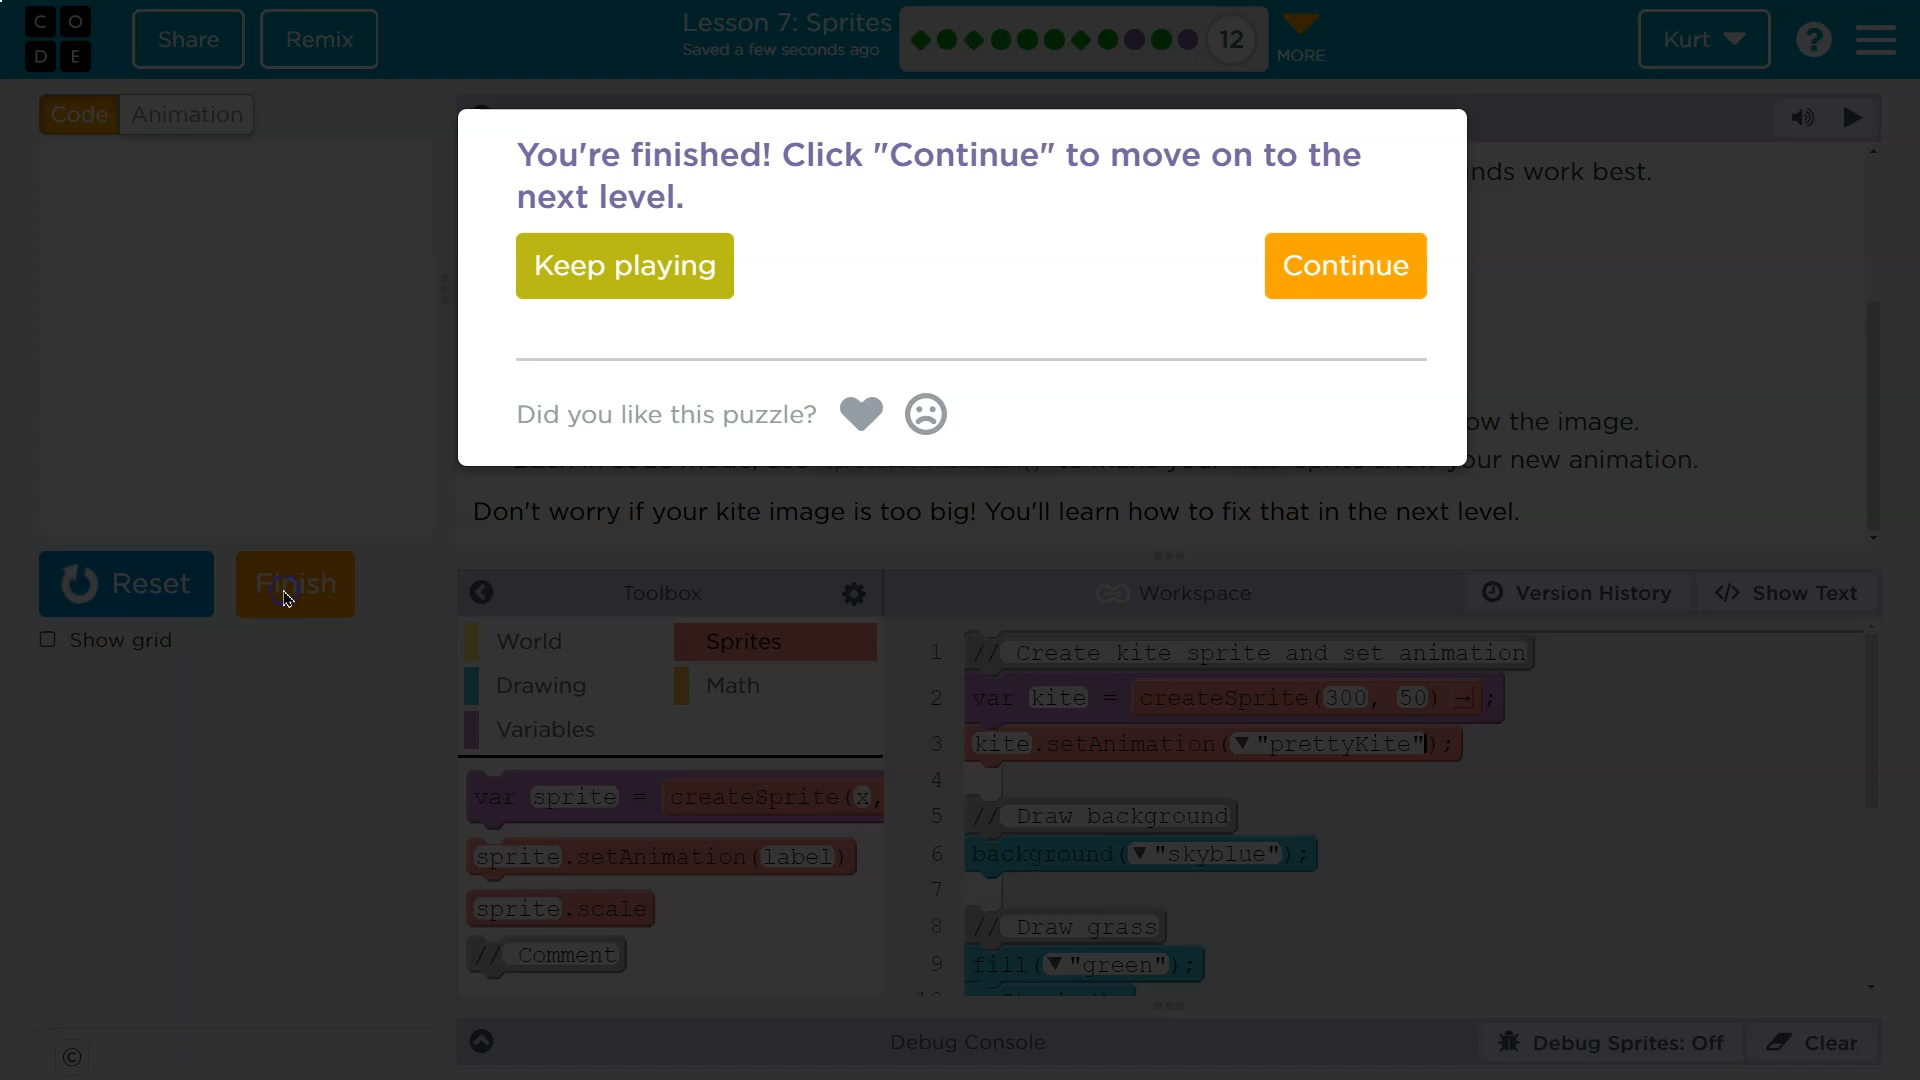 C O
D E
Share
Remix
Lesson 7: Sprites
Saved a few seconds ago
12
MORE
Kurt
?
Code
Animation
You're finished! Click "Continue" to move on to the
next level.
Keep playing
Continue
Did you like this puzzle?
nds work best.
ow the image.
your new animation.
Don't worry if your kite image is too big! You'll learn how to fix that in the next level.
Reset
Finish
Show grid
Toolbox
Workspace
Version History
</> Show Text
World
Sprites
Drawing
Math
Variables
var sprite = createSprite(x,
sprite.setAnimation(label)
sprite.scale
// Comment
1 // Create kite sprite and set animation
2 var kite = createSprite(300, 50) → ;
3 kite.setAnimation(▼"prettyKite");
4
5 // Draw background
6 background(▼"skyblue");
7
8 // Draw grass
9 fill(▼"green");
©
Debug Console
Debug Sprites: Off
Clear